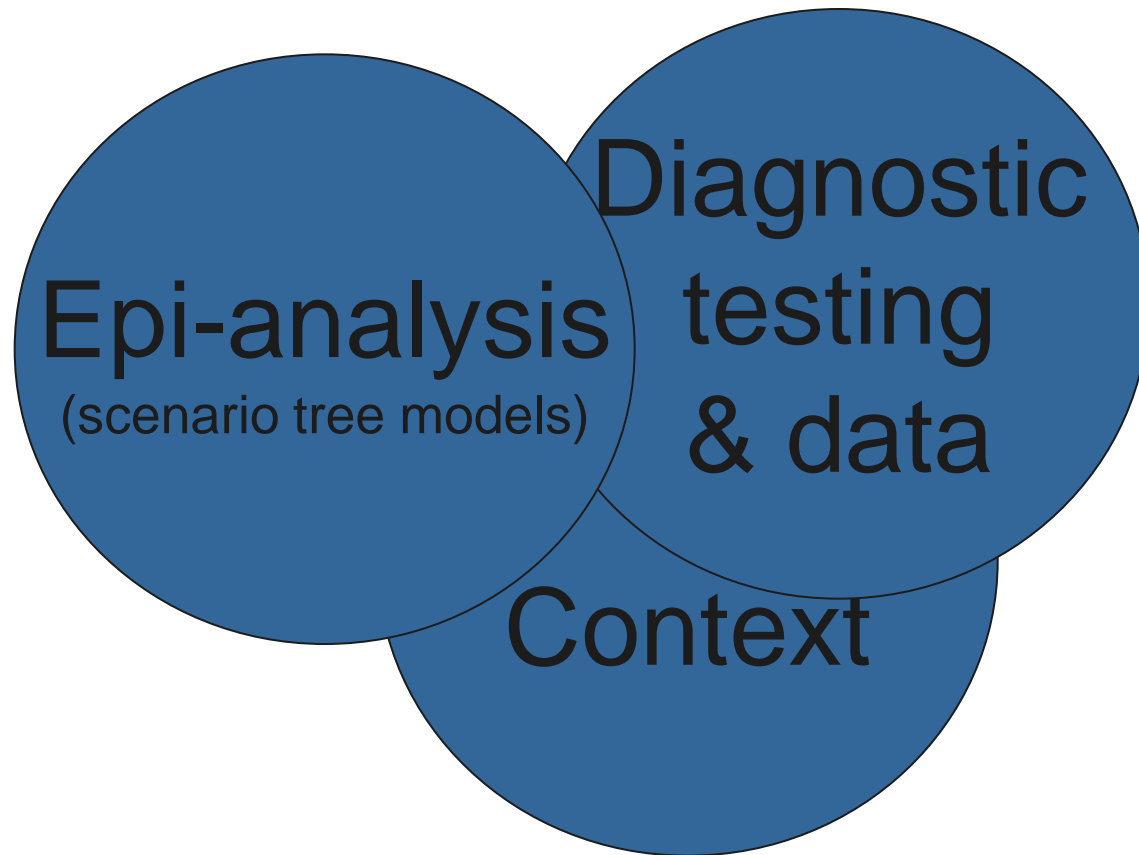 Epi-analysis
(scenario tree models)
Diagnostic
testing
& data
Context